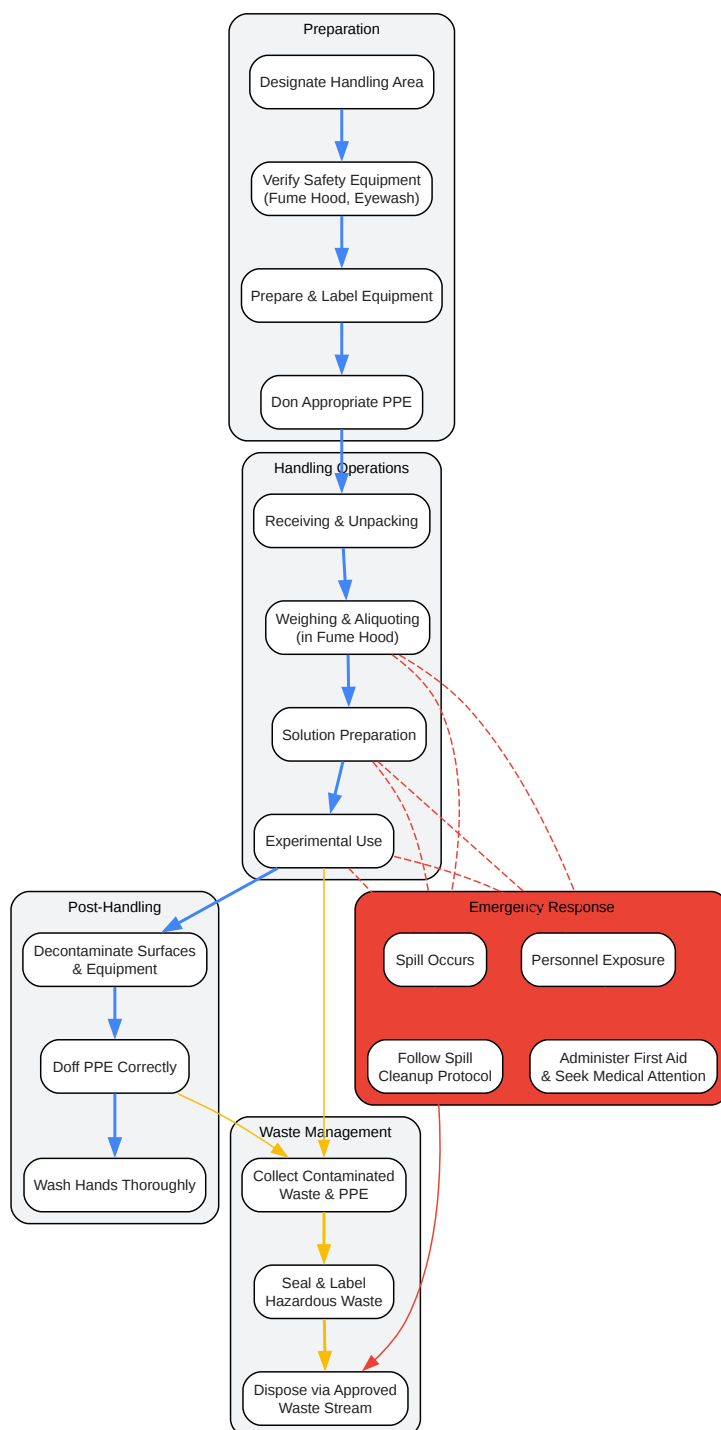 Preparation
Designate Handling Area
Verify Safety Equipment
(Fume Hood, Eyewash)
Prepare & Label Equipment
Don Appropriate PPE
Handling Operations
Receiving & Unpacking
Weighing & Aliquoting
(in Fume Hood)
Solution Preparation
Experimental Use
Post-Handling
Decontaminate Surfaces
& Equipment
Doff PPE Correctly
Wash Hands Thoroughly
Emergency Response
Spill Occurs
Personnel Exposure
Follow Spill
Cleanup Protocol
Administer First Aid
& Seek Medical Attention
Waste Management
Collect Contaminated
Waste & PPE
Seal & Label
Hazardous Waste
Dispose via Approved
Waste Stream